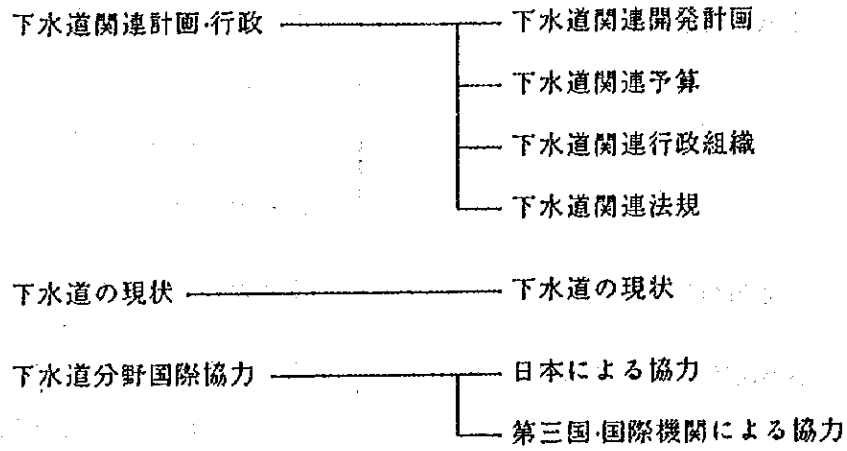 下水道関連計画・行政
下水道関連開発計画
下水道関連予算
下水道関連行政組織
下水道関連法規
下水道の現状
下水道の現状
下水道分野国際協力
日本による協力
第三国・国際機関による協力